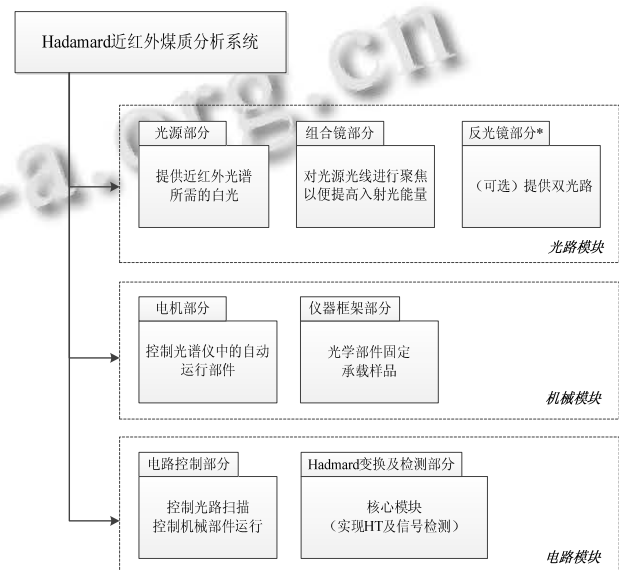 Hadamard近红外煤质分析系统
光源部分
提供近红外光谱
所需的白光
组合镜部分
对光源光线进行聚焦
以便提高入射光能量
反光镜部分*
（可选）提供双光路
光路模块
电机部分
控制光谱仪中的自动
运行部件
仪器框架部分
光学部件固定
承载样品
机械模块
电路控制部分
控制光路扫描
控制机械部件运行
Hadmard变换及检测部分
核心模块
（实现HT及信号检测）
电路模块
-a.org.cn